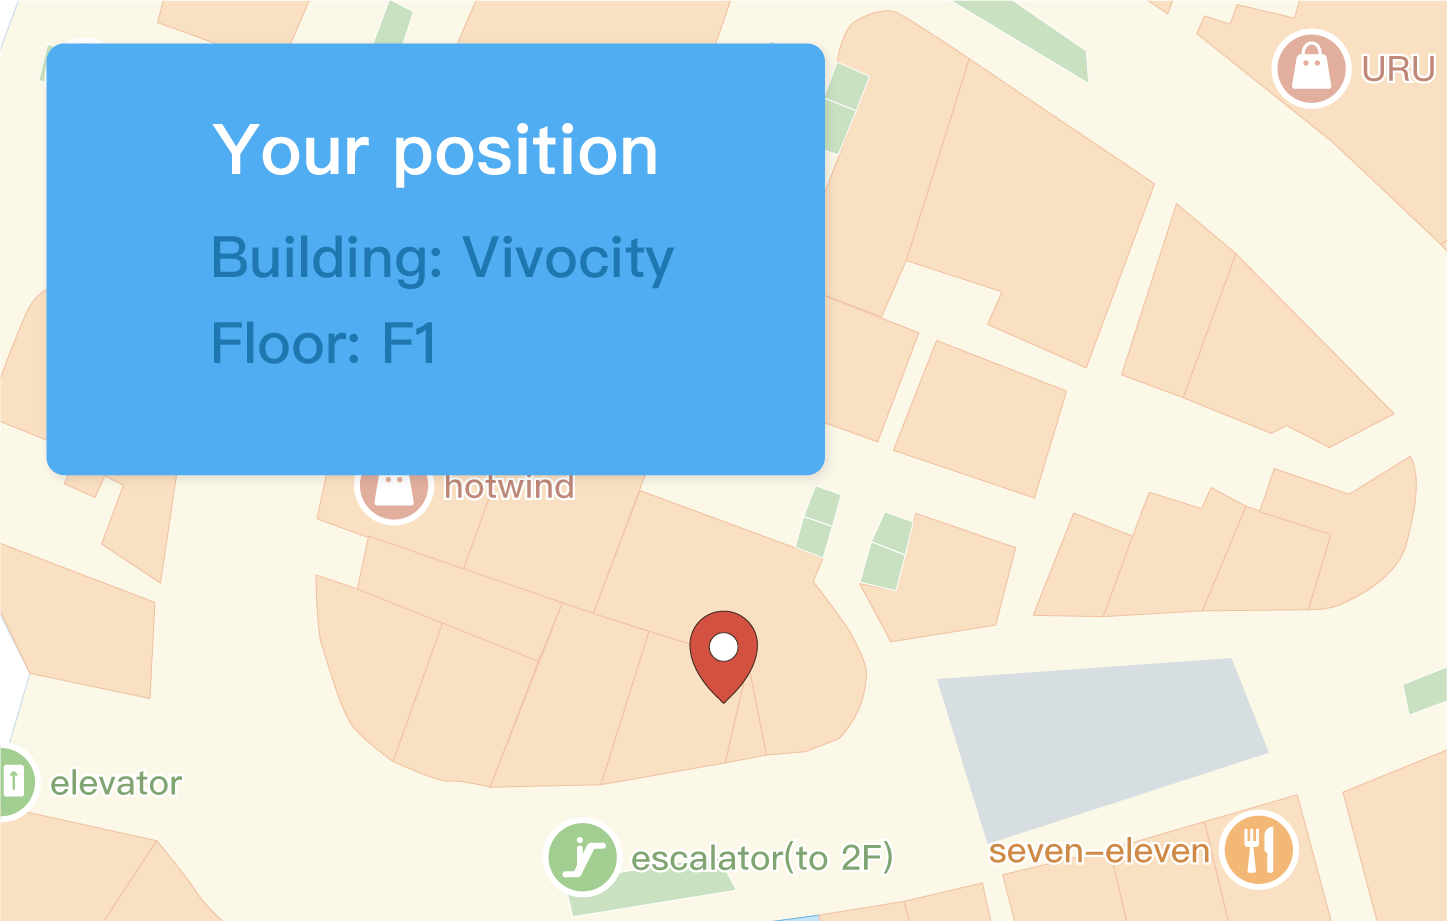 URU
Your position
Building: Vivocity
Floor: F1
hotwind
elevator
escalator(to 2F)
seven-eleven